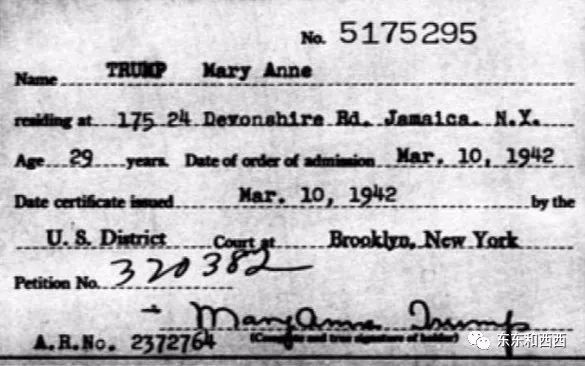 No. 5175295
Name TRUMP Mary Anne
residing at 175 24 Devonshire Rd. Jamaica. N.Y.
Age 29 years. Date of order of admission Mar. 10, 1942
Date certificate issued Mar. 10, 1942 by the
U. S. District Court at Brooklyn, New York
Petition No. 320382
Mary Anne Trump
(Complete and true signature of holder)
A.R.No. 2372764
东东和西西